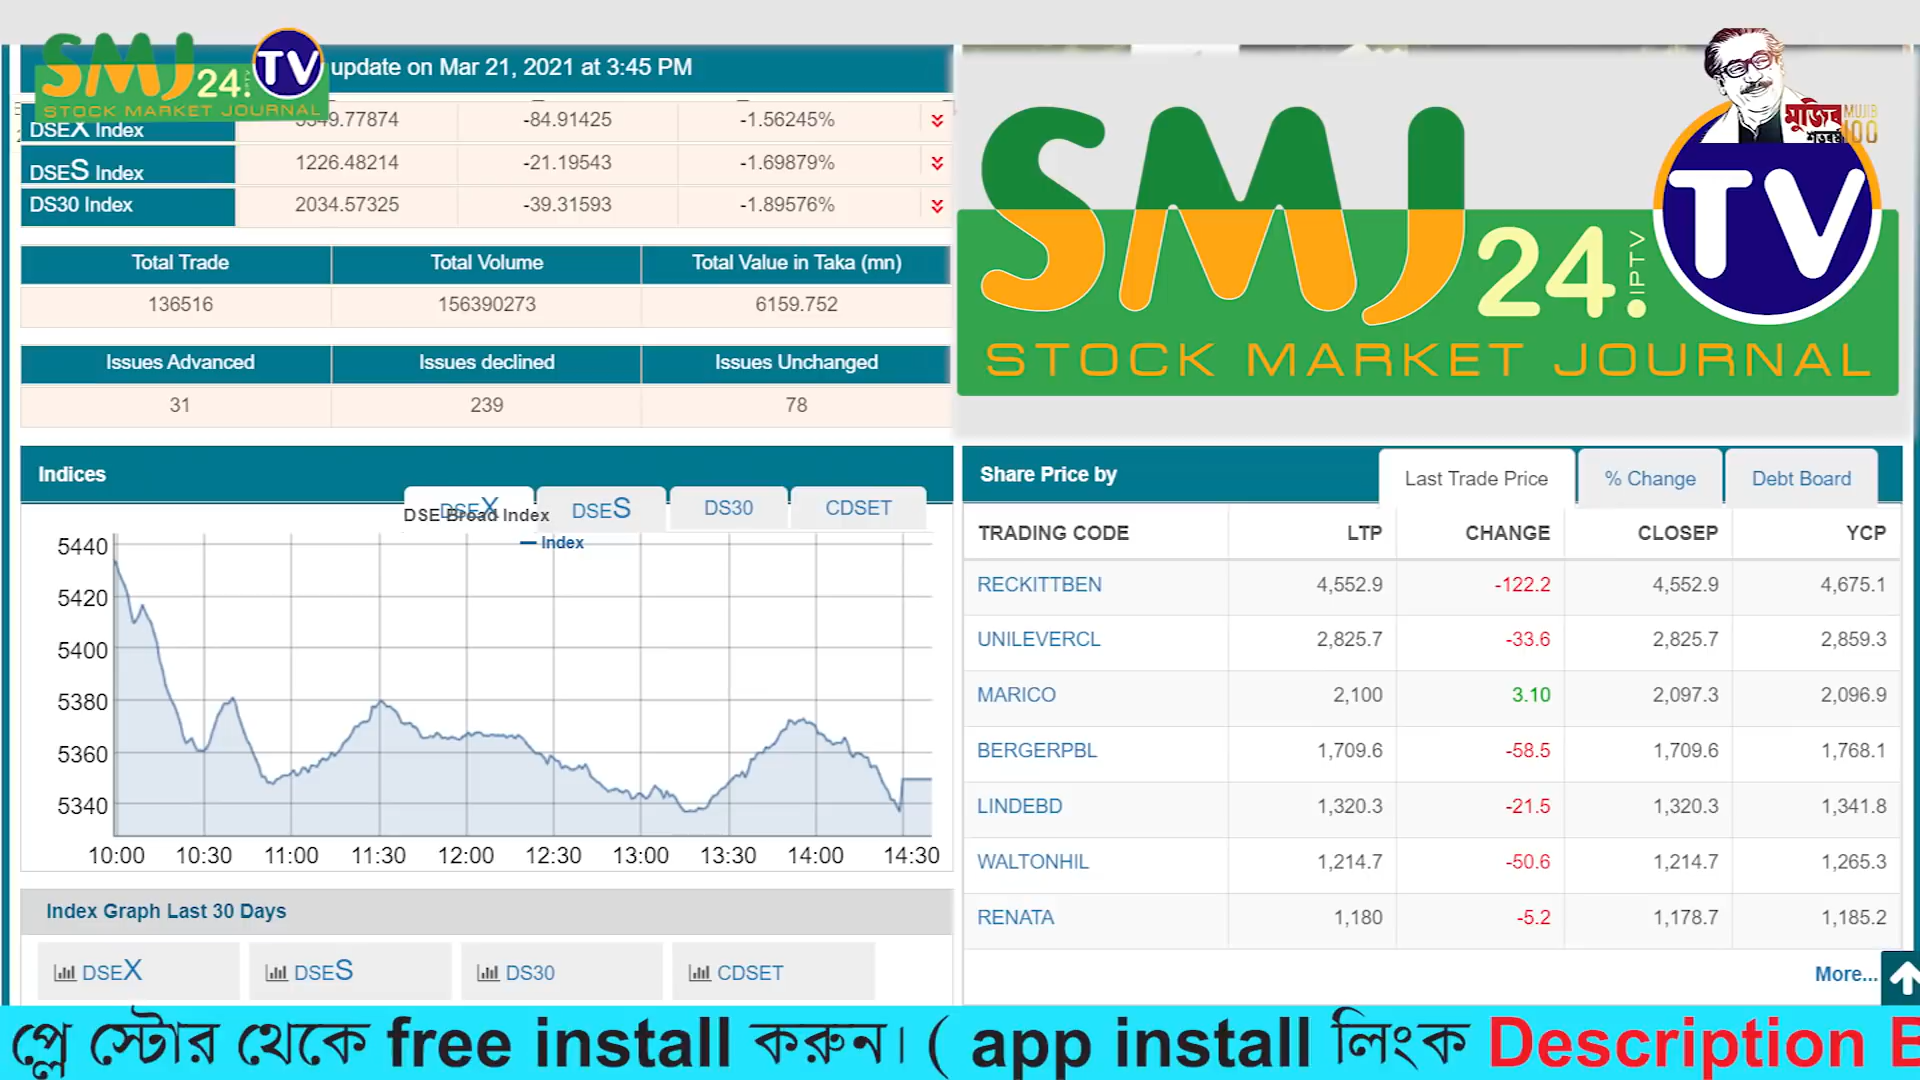 SMJ 24. IPTV TV
STOCK MARKET JOURNAL
update on Mar 21, 2021 at 3:45 PM
DSEX Index 5349.77874 -84.91425 -1.56245%
DSES Index 1226.48214 -21.19543 -1.69879%
DS30 Index 2034.57325 -39.31593 -1.89576%
Total Trade Total Volume Total Value in Taka (mn)
136516 156390273 6159.752
Issues Advanced Issues declined Issues Unchanged
31 239 78
মুজিব MUJIB
শতবর্ষ 100
SMJ 24. IPTV TV
STOCK MARKET JOURNAL
Indices
DSEX DSES DS30 CDSET
DSE Broad Index
Index
5440
5420
5400
5380
5360
5340
10:00 10:30 11:00 11:30 12:00 12:30 13:00 13:30 14:00 14:30
Index Graph Last 30 Days
DSEX DSES DS30 CDSET
Share Price by Last Trade Price % Change Debt Board
TRADING CODE LTP CHANGE CLOSEP YCP
RECKITTBEN 4,552.9 -122.2 4,552.9 4,675.1
UNILEVERCL 2,825.7 -33.6 2,825.7 2,859.3
MARICO 2,100 3.10 2,097.3 2,096.9
BERGERPBL 1,709.6 -58.5 1,709.6 1,768.1
LINDEBD 1,320.3 -21.5 1,320.3 1,341.8
WALTONHIL 1,214.7 -50.6 1,214.7 1,265.3
RENATA 1,180 -5.2 1,178.7 1,185.2
More...
প্লে স্টোর থেকে free install করুন। ( app install লিংক Description B